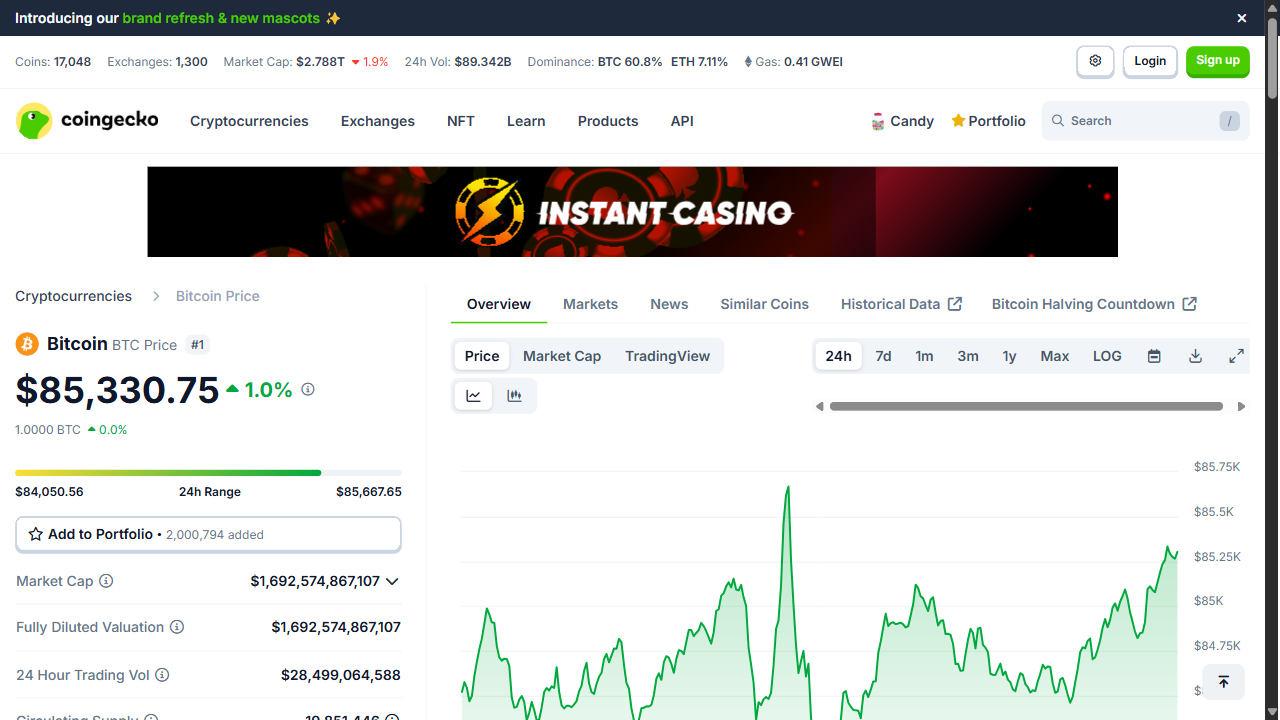 Introducing our brand refresh & new mascots ✨
Coins: 17,048 Exchanges: 1,300 Market Cap: $2.788T 1.9% 24h Vol: $89.342B Dominance: BTC 60.8% ETH 7.11% Gas: 0.41 GWEI
Login
Sign up
coingecko
Cryptocurrencies Exchanges NFT Learn Products API
Candy Portfolio
Search /
INSTANT CASINO
Cryptocurrencies > Bitcoin Price
Bitcoin BTC Price #1
$85,330.75 1.0%
1.0000 BTC 0.0%
$84,050.56 24h Range $85,667.65
Add to Portfolio • 2,000,794 added
Market Cap $1,692,574,867,107
Fully Diluted Valuation $1,692,574,867,107
24 Hour Trading Vol $28,499,064,588
Circulating Supply 19,851,446
Overview Markets News Similar Coins Historical Data Bitcoin Halving Countdown
Price Market Cap TradingView
24h 7d 1m 3m 1y Max LOG
$85.75K
$85.5K
$85.25K
$85K
$84.75K